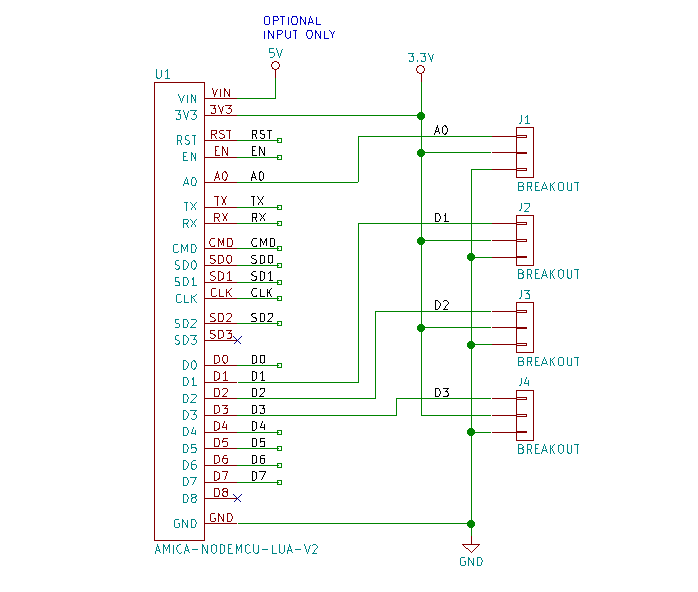 OPTIONAL
INPUT ONLY
5V
3.3V
U1
VIN VIN
3V3 3V3
RST RST RST
EN EN EN
A0 A0 A0
TX TX TX
RX RX RX
CMD CMD CMD
SD0 SD0 SD0
SD1 SD1 SD1
CLK CLK CLK
SD2 SD2 SD2
SD3 SD3
D0 D0 D0
D1 D1 D1
D2 D2 D2
D3 D3 D3
D4 D4 D4
D5 D5 D5
D6 D6 D6
D7 D7 D7
D8 D8
GND GND
AMICA-NODEMCU-LUA-V2
A0
J1
BREAKOUT
D1
J2
BREAKOUT
D2
J3
BREAKOUT
D3
J4
BREAKOUT
GND